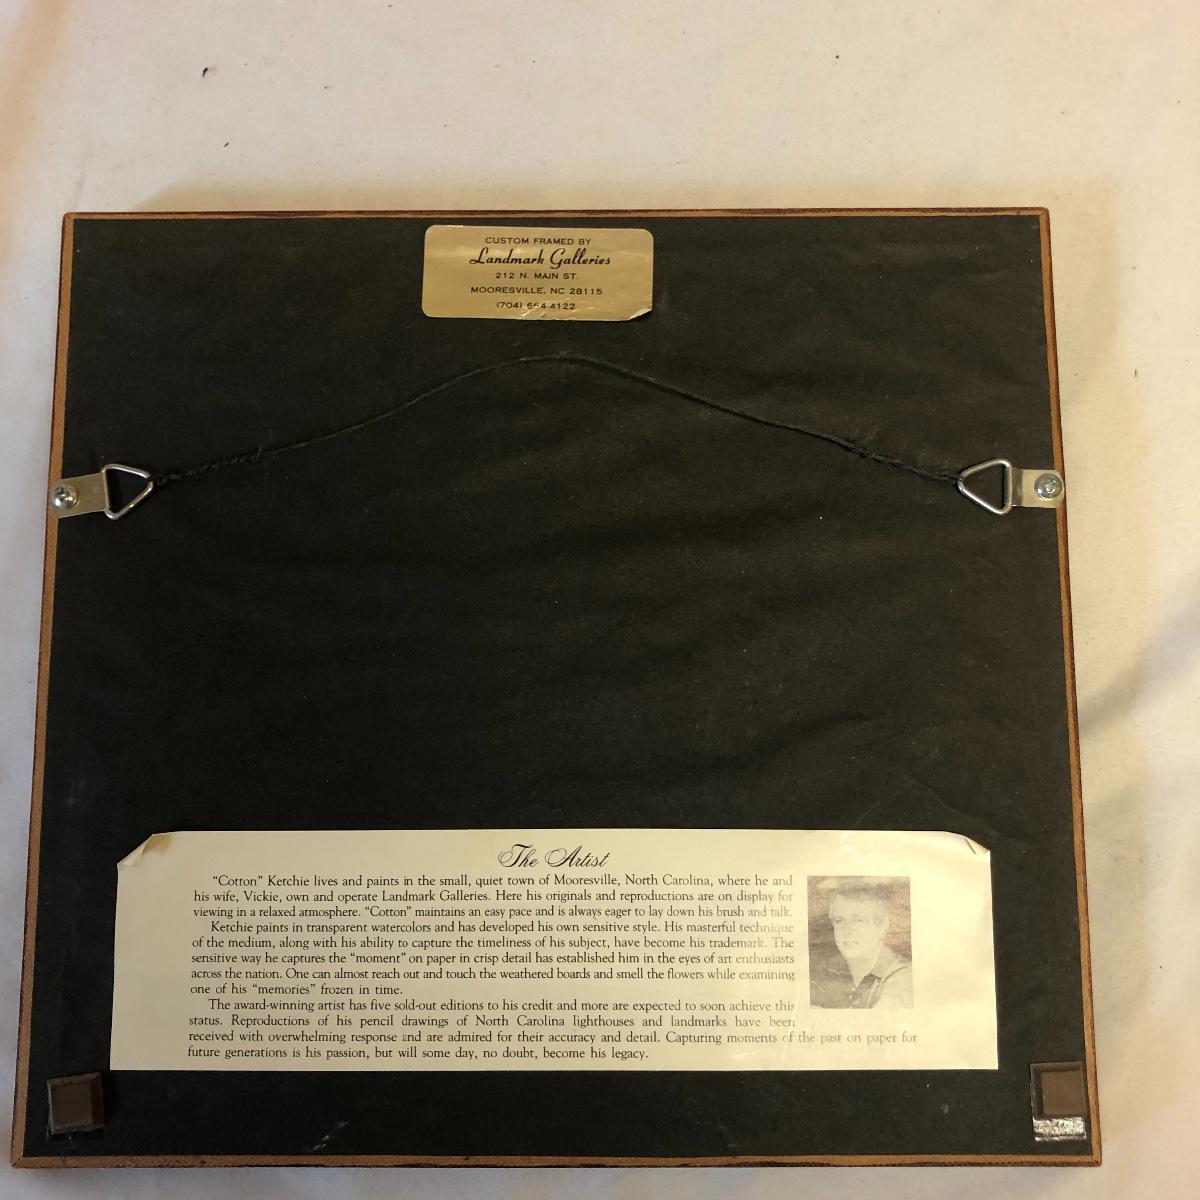 CUSTOM FRAMED BY
Landmark Galleries
212 N. MAIN ST.
MOORESVILLE, NC 28115
(704) 664-4122
The Artist
“Cotton” Ketchie lives and paints in the small, quiet town of Mooresville, North Carolina, where he and
his wife, Vickie, own and operate Landmark Galleries. Here his originals and reproductions are on display for
viewing in a relaxed atmosphere. “Cotton” maintains an easy pace and is always eager to lay down his brush and talk.
Ketchie paints in transparent watercolors and has developed his own sensitive style. His masterful technique
of the medium, along with his ability to capture the timeliness of his subject, have become his trademark. The
sensitive way he captures the “moment” on paper in crisp detail has established him in the eyes of art enthusiasts
across the nation. One can almost reach out and touch the weathered boards and smell the flowers while examining
one of his “memories” frozen in time.
The award-winning artist has five sold-out editions to his credit and more are expected to soon achieve this
status. Reproductions of his pencil drawings of North Carolina lighthouses and landmarks have been
received with overwhelming response and are admired for their accuracy and detail. Capturing moments of the past on paper for
future generations is his passion, but will some day, no doubt, become his legacy.